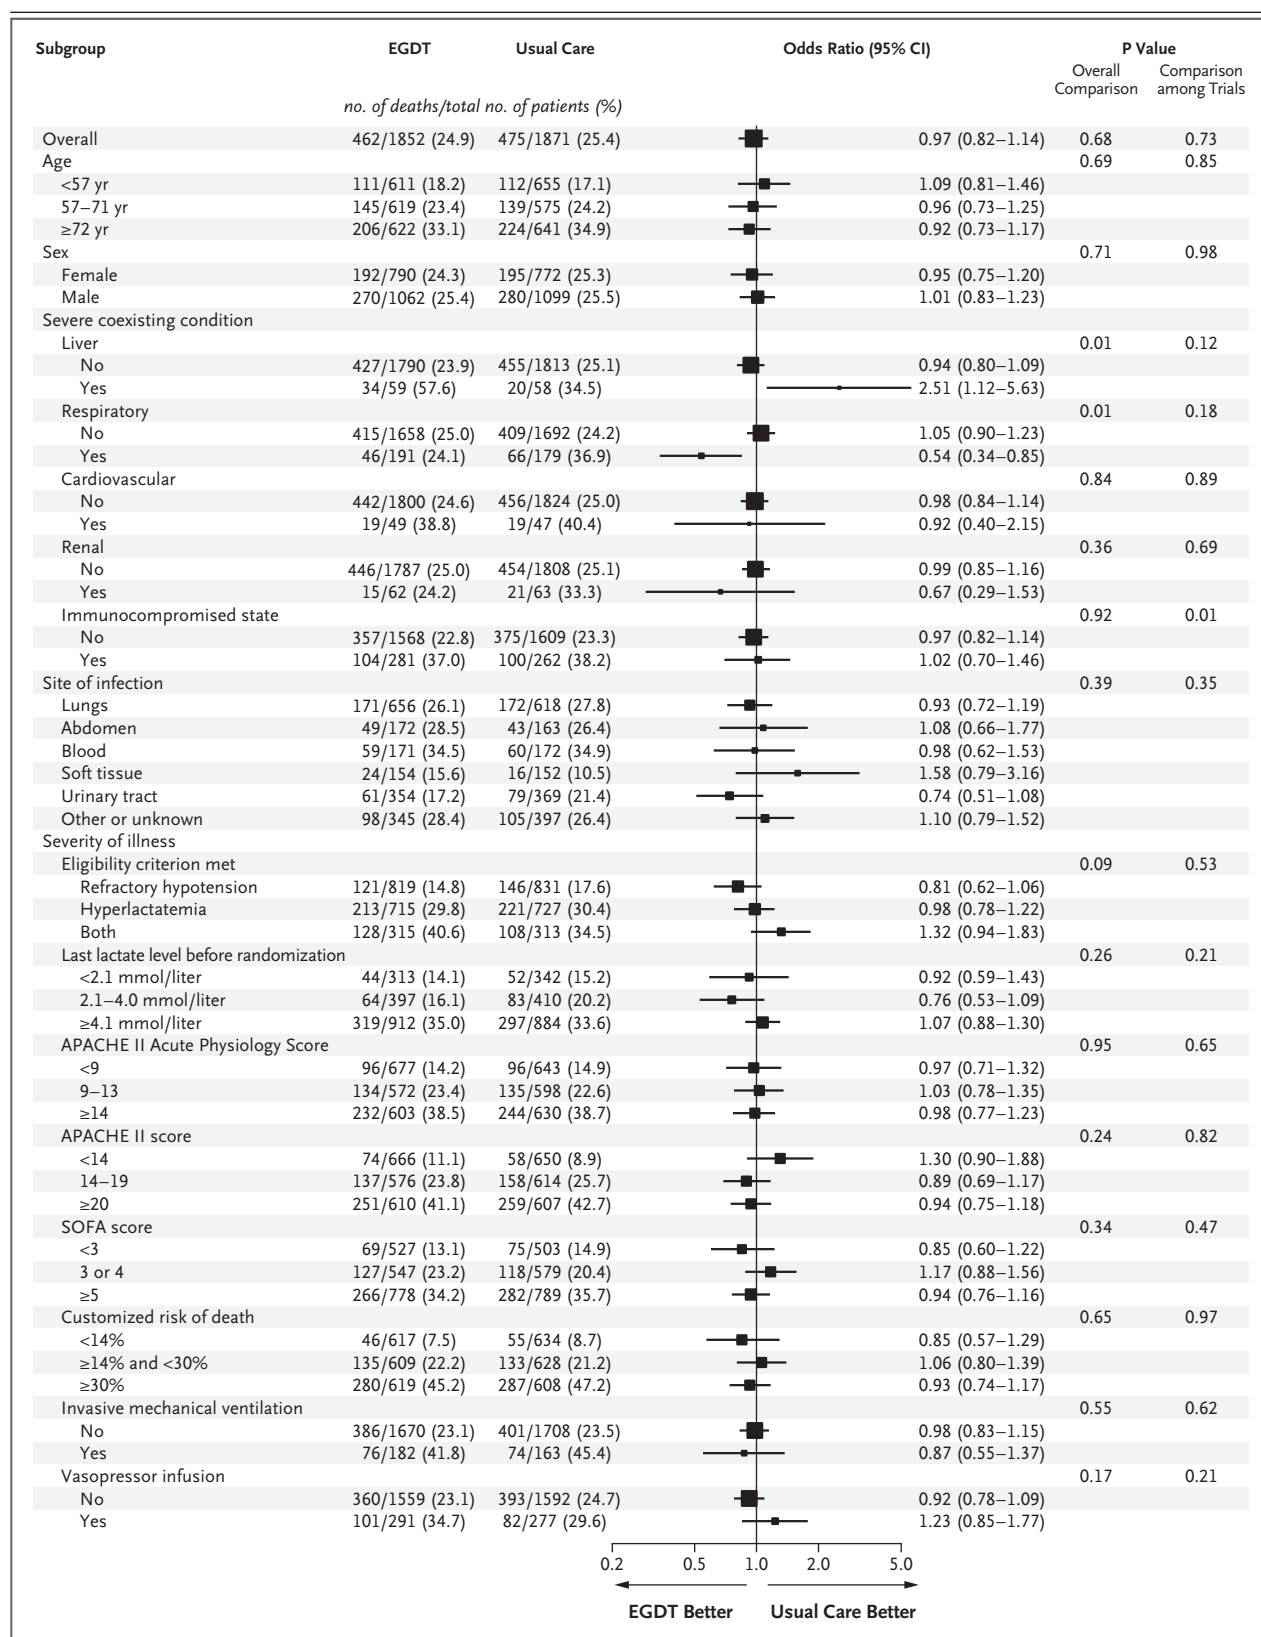 Subgroup EGDT Usual Care Odds Ratio (95% CI) P Value
Overall Comparison Comparison among Trials
no. of deaths/total no. of patients (%)
Overall 462/1852 (24.9) 475/1871 (25.4) 0.97 (0.82–1.14) 0.68 0.73
Age 0.69 0.85
<57 yr 111/611 (18.2) 112/655 (17.1) 1.09 (0.81–1.46)
57–71 yr 145/619 (23.4) 139/575 (24.2) 0.96 (0.73–1.25)
≥72 yr 206/622 (33.1) 224/641 (34.9) 0.92 (0.73–1.17)
Sex 0.71 0.98
Female 192/790 (24.3) 195/772 (25.3) 0.95 (0.75–1.20)
Male 270/1062 (25.4) 280/1099 (25.5) 1.01 (0.83–1.23)
Severe coexisting condition
Liver 0.01 0.12
No 427/1790 (23.9) 455/1813 (25.1) 0.94 (0.80–1.09)
Yes 34/59 (57.6) 20/58 (34.5) 2.51 (1.12–5.63)
Respiratory 0.01 0.18
No 415/1658 (25.0) 409/1692 (24.2) 1.05 (0.90–1.23)
Yes 46/191 (24.1) 66/179 (36.9) 0.54 (0.34–0.85)
Cardiovascular 0.84 0.89
No 442/1800 (24.6) 456/1824 (25.0) 0.98 (0.84–1.14)
Yes 19/49 (38.8) 19/47 (40.4) 0.92 (0.40–2.15)
Renal 0.36 0.69
No 446/1787 (25.0) 454/1808 (25.1) 0.99 (0.85–1.16)
Yes 15/62 (24.2) 21/63 (33.3) 0.67 (0.29–1.53)
Immunocompromised state 0.92 0.01
No 357/1568 (22.8) 375/1609 (23.3) 0.97 (0.82–1.14)
Yes 104/281 (37.0) 100/262 (38.2) 1.02 (0.70–1.46)
Site of infection 0.39 0.35
Lungs 171/656 (26.1) 172/618 (27.8) 0.93 (0.72–1.19)
Abdomen 49/172 (28.5) 43/163 (26.4) 1.08 (0.66–1.77)
Blood 59/171 (34.5) 60/172 (34.9) 0.98 (0.62–1.53)
Soft tissue 24/154 (15.6) 16/152 (10.5) 1.58 (0.79–3.16)
Urinary tract 61/354 (17.2) 79/369 (21.4) 0.74 (0.51–1.08)
Other or unknown 98/345 (28.4) 105/397 (26.4) 1.10 (0.79–1.52)
Severity of illness
Eligibility criterion met 0.09 0.53
Refractory hypotension 121/819 (14.8) 146/831 (17.6) 0.81 (0.62–1.06)
Hyperlactatemia 213/715 (29.8) 221/727 (30.4) 0.98 (0.78–1.22)
Both 128/315 (40.6) 108/313 (34.5) 1.32 (0.94–1.83)
Last lactate level before randomization 0.26 0.21
<2.1 mmol/liter 44/313 (14.1) 52/342 (15.2) 0.92 (0.59–1.43)
2.1–4.0 mmol/liter 64/397 (16.1) 83/410 (20.2) 0.76 (0.53–1.09)
≥4.1 mmol/liter 319/912 (35.0) 297/884 (33.6) 1.07 (0.88–1.30)
APACHE II Acute Physiology Score 0.95 0.65
<9 96/677 (14.2) 96/643 (14.9) 0.97 (0.71–1.32)
9–13 134/572 (23.4) 135/598 (22.6) 1.03 (0.78–1.35)
≥14 232/603 (38.5) 244/630 (38.7) 0.98 (0.77–1.23)
APACHE II score 0.24 0.82
<14 74/666 (11.1) 58/650 (8.9) 1.30 (0.90–1.88)
14–19 137/576 (23.8) 158/614 (25.7) 0.89 (0.69–1.17)
≥20 251/610 (41.1) 259/607 (42.7) 0.94 (0.75–1.18)
SOFA score 0.34 0.47
<3 69/527 (13.1) 75/503 (14.9) 0.85 (0.60–1.22)
3 or 4 127/547 (23.2) 118/579 (20.4) 1.17 (0.88–1.56)
≥5 266/778 (34.2) 282/789 (35.7) 0.94 (0.76–1.16)
Customized risk of death 0.65 0.97
<14% 46/617 (7.5) 55/634 (8.7) 0.85 (0.57–1.29)
≥14% and <30% 135/609 (22.2) 133/628 (21.2) 1.06 (0.80–1.39)
≥30% 280/619 (45.2) 287/608 (47.2) 0.93 (0.74–1.17)
Invasive mechanical ventilation 0.55 0.62
No 386/1670 (23.1) 401/1708 (23.5) 0.98 (0.83–1.15)
Yes 76/182 (41.8) 74/163 (45.4) 0.87 (0.55–1.37)
Vasopressor infusion 0.17 0.21
No 360/1559 (23.1) 393/1592 (24.7) 0.92 (0.78–1.09)
Yes 101/291 (34.7) 82/277 (29.6) 1.23 (0.85–1.77)
0.2 0.5 1.0 2.0 5.0
EGDT Better Usual Care Better